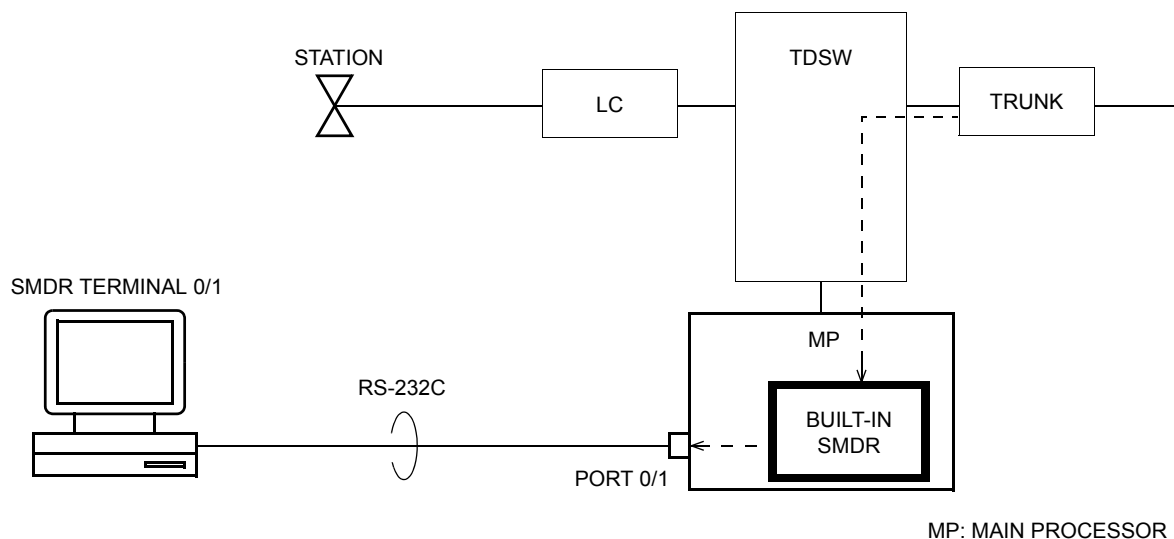 STATION
TDSW
LC
TRUNK
SMDR TERMINAL 0/1
MP
RS-232C
BUILT-IN
SMDR
PORT 0/1
MP: MAIN PROCESSOR